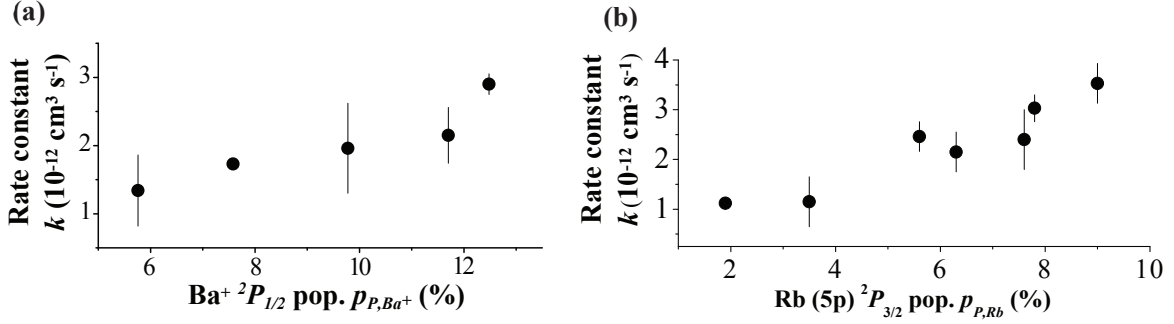 (a)
Rate constant
k (10⁻¹² cm³ s⁻¹)
3
2
1
6 8 10 12
Ba⁺ ²P₁/₂ pop. p_P,Ba⁺ (%)
(b)
Rate constant
k (10⁻¹² cm³ s⁻¹)
4
3
2
1
2 4 6 8 10
Rb (5p) ²P₃/₂ pop. p_P,Rb (%)